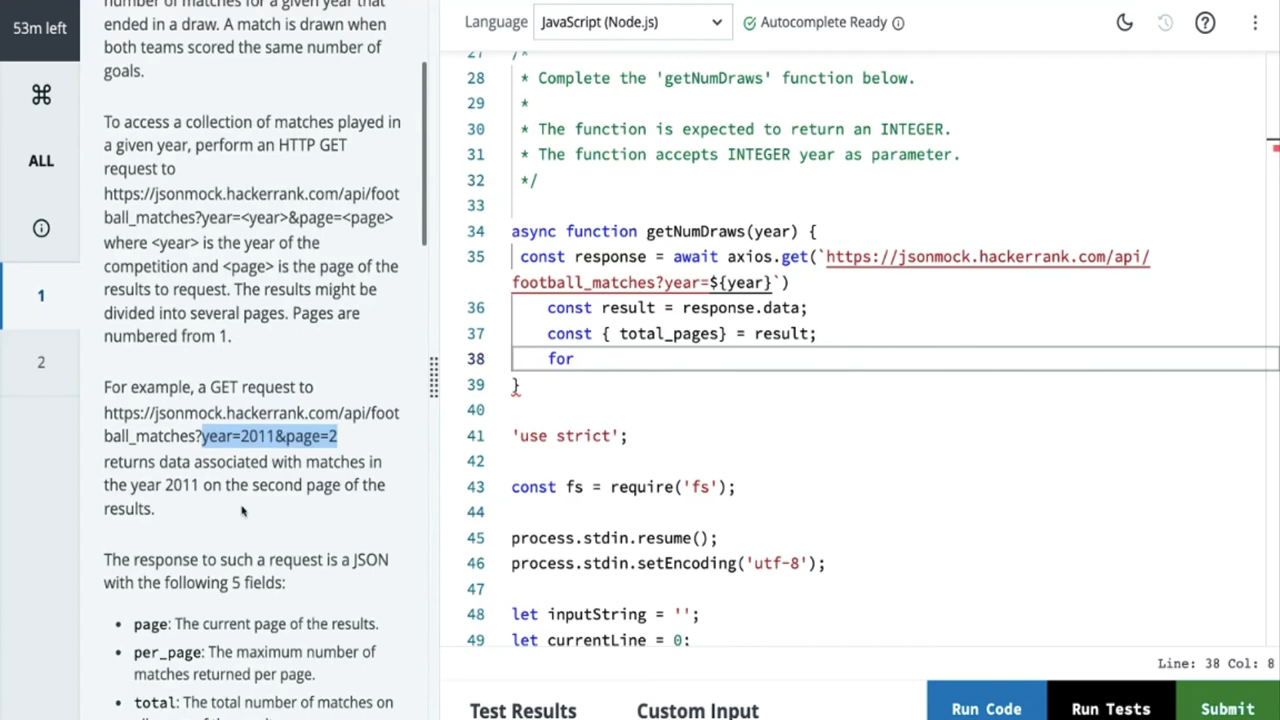 53m left
ALL
1
2
number of matches for a given year that
ended in a draw. A match is drawn when
both teams scored the same number of
goals.
To access a collection of matches played in
a given year, perform an HTTP GET
request to
https://jsonmock.hackerrank.com/api/foot
ball_matches?year=<year>&page=<page>
where <year> is the year of the
competition and <page> is the page of the
results to request. The results might be
divided into several pages. Pages are
numbered from 1.
For example, a GET request to
https://jsonmock.hackerrank.com/api/foot
ball_matches?year=2011&page=2
returns data associated with matches in
the year 2011 on the second page of the
results.
The response to such a request is a JSON
with the following 5 fields:
• page: The current page of the results.
• per_page: The maximum number of
matches returned per page.
• total: The total number of matches on
Language JavaScript (Node.js) Autocomplete Ready
27 /*
28 * Complete the 'getNumDraws' function below.
29 *
30 * The function is expected to return an INTEGER.
31 * The function accepts INTEGER year as parameter.
32 */
33
34 async function getNumDraws(year) {
35 const response = await axios.get(`https://jsonmock.hackerrank.com/api/
football_matches?year=${year}`)
36 const result = response.data;
37 const { total_pages} = result;
38 for
39 }
40
41 'use strict';
42
43 const fs = require('fs');
44
45 process.stdin.resume();
46 process.stdin.setEncoding('utf-8');
47
48 let inputString = '';
49 let currentLine = 0;
Line: 38 Col: 8
Test Results Custom Input Run Code Run Tests Submit